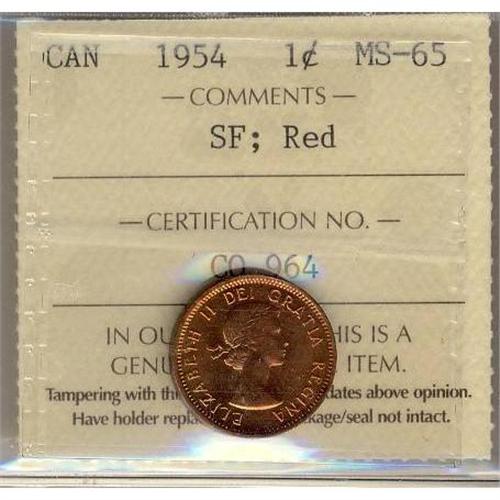 CAN 1954 1¢ MS-65
— COMMENTS —
SF; Red
— CERTIFICATION NO. —
CO 964
ELIZABETH II DEI GRATIA REGINA
IN OU HIS IS A
GENU ITEM.
Tampering with th dates above opinion.
Have holder repla kage/seal not intact.